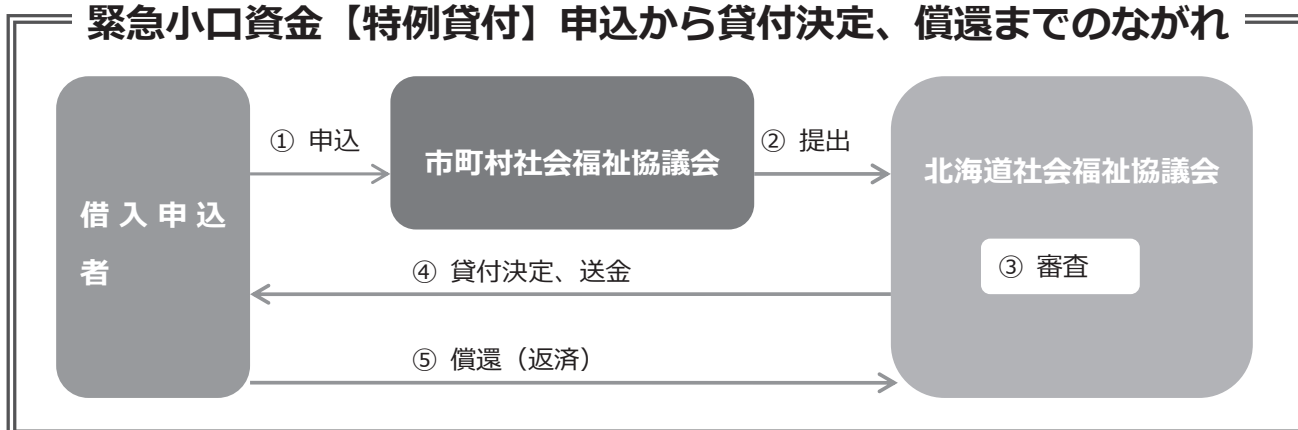 緊急小口資金【特例貸付】申込から貸付決定、償還までのながれ
① 申込
市町村社会福祉協議会
② 提出
北海道社会福祉協議会
借入申込
者
③ 審査
④ 貸付決定、送金
⑤ 償還（返済）